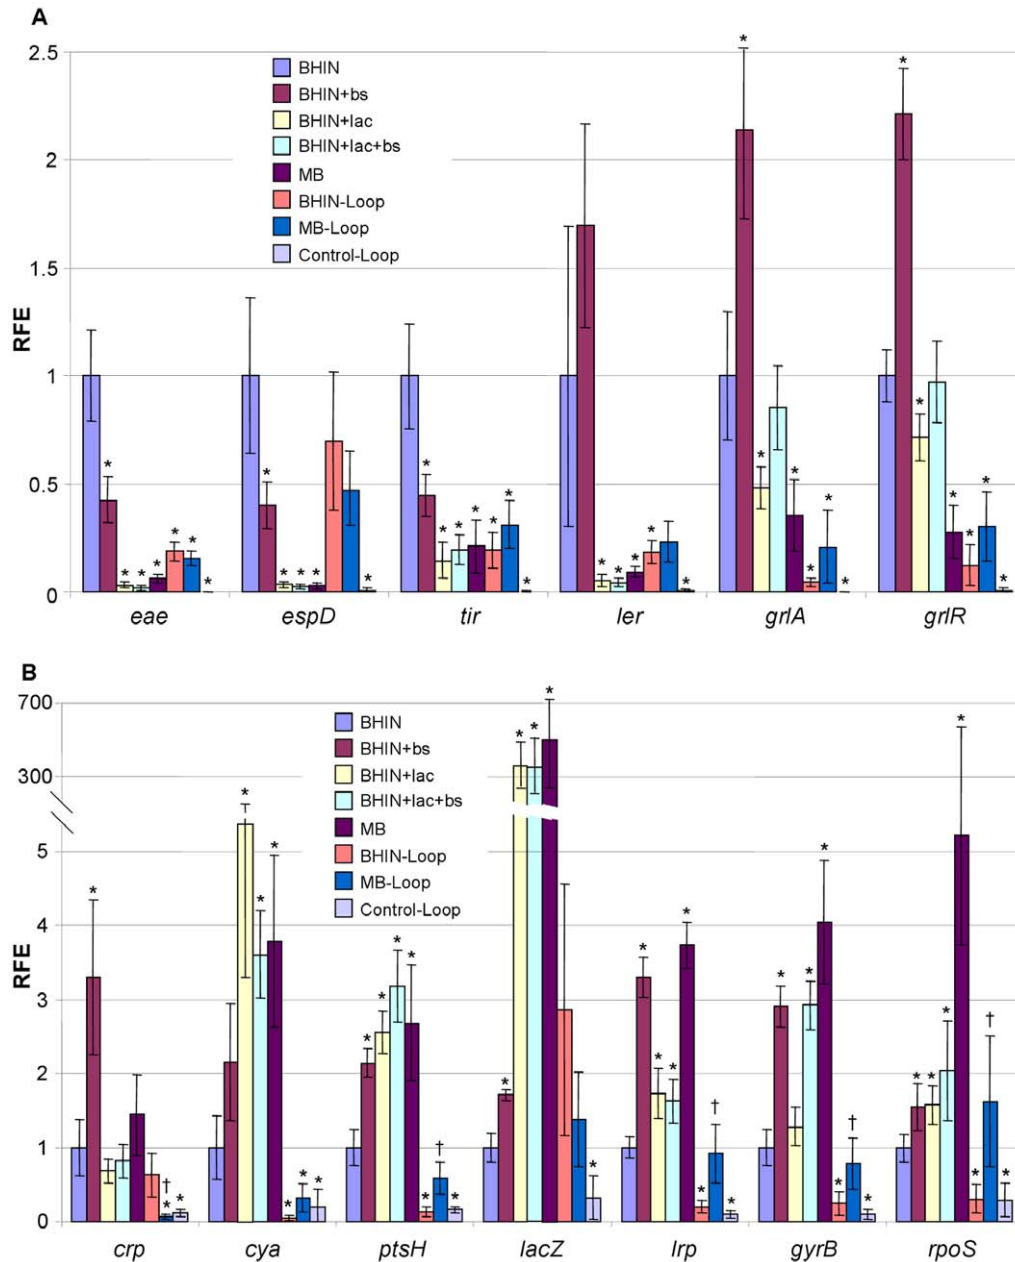 A
2.5
2
1.5
1
0.5
0
RFE
BHIN
BHIN+bs
BHIN+lac
BHIN+lac+bs
MB
BHIN-Loop
MB-Loop
Control-Loop
* * * * * * *
* * * * *
* * * * * *
* * * * *
* * * * *
* * * * * *
eae espD tir ler grlA grlR
B
700
300
5
4
3
2
1
0
RFE
BHIN
BHIN+bs
BHIN+lac
BHIN+lac+bs
MB
BHIN-Loop
MB-Loop
Control-Loop
* † * *
* * * * * *
* * * * * † *
* * * * *
* * * * * † *
* * * * † *
* * * * * † *
crp cya ptsH lacZ lrp gyrB rpoS